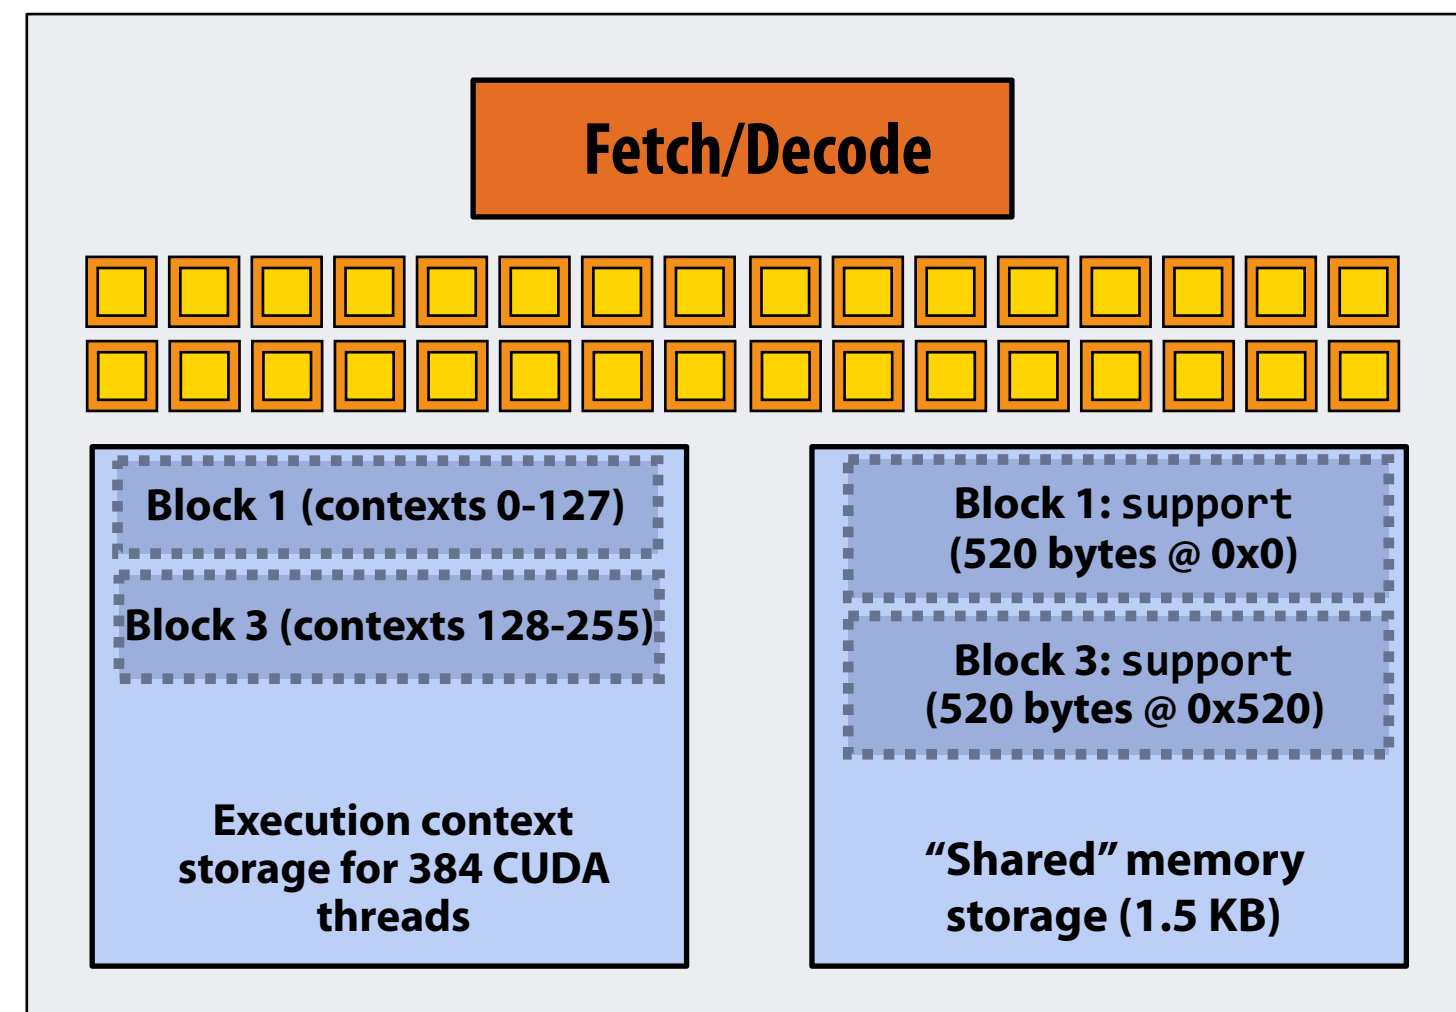 Fetch/Decode
Block 1 (contexts 0-127)
Block 3 (contexts 128-255)
Execution context
storage for 384 CUDA
threads
Block 1: support
(520 bytes @ 0x0)
Block 3: support
(520 bytes @ 0x520)
“Shared” memory
storage (1.5 KB)